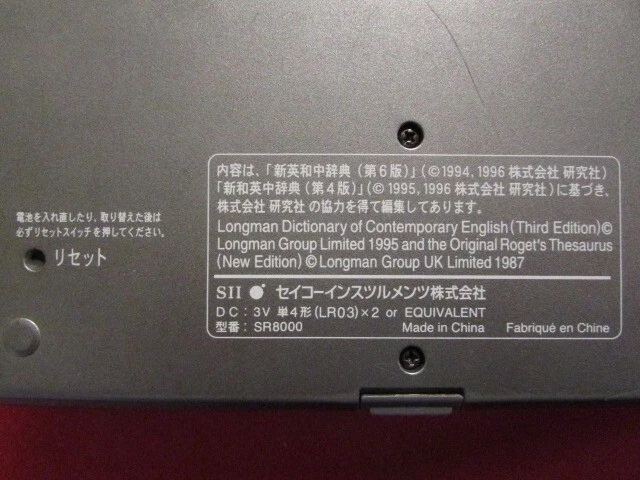 内容は、「新英和中辞典（第6版）」（©1994, 1996 株式会社 研究社）
「新和英中辞典（第4版）」（©1995, 1996 株式会社 研究社）に基づき、
株式会社 研究社 の協力を得て編集してあります。
Longman Dictionary of Contemporary English (Third Edition)©
Longman Group Limited 1995 and the Original Roget's Thesaurus
(New Edition) © Longman Group UK Limited 1987
SII セイコーインスツルメンツ株式会社
DC：3V 単4形(LR03)×2 or EQUIVALENT
型番： SR8000 Made in China Fabriqué en Chine
電池を入れ直したり、取り替えた後は
必ずリセットスイッチを押してください。
リセット